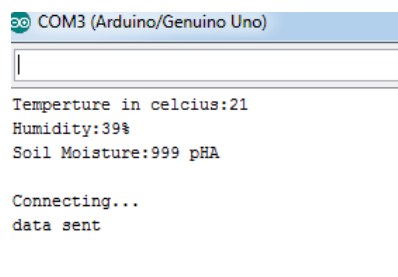 COM3 (Arduino/Genuino Uno)
Temperture in celcius:21
Humidity:39%
Soil Moisture:999 pHA
Connecting...
data sent